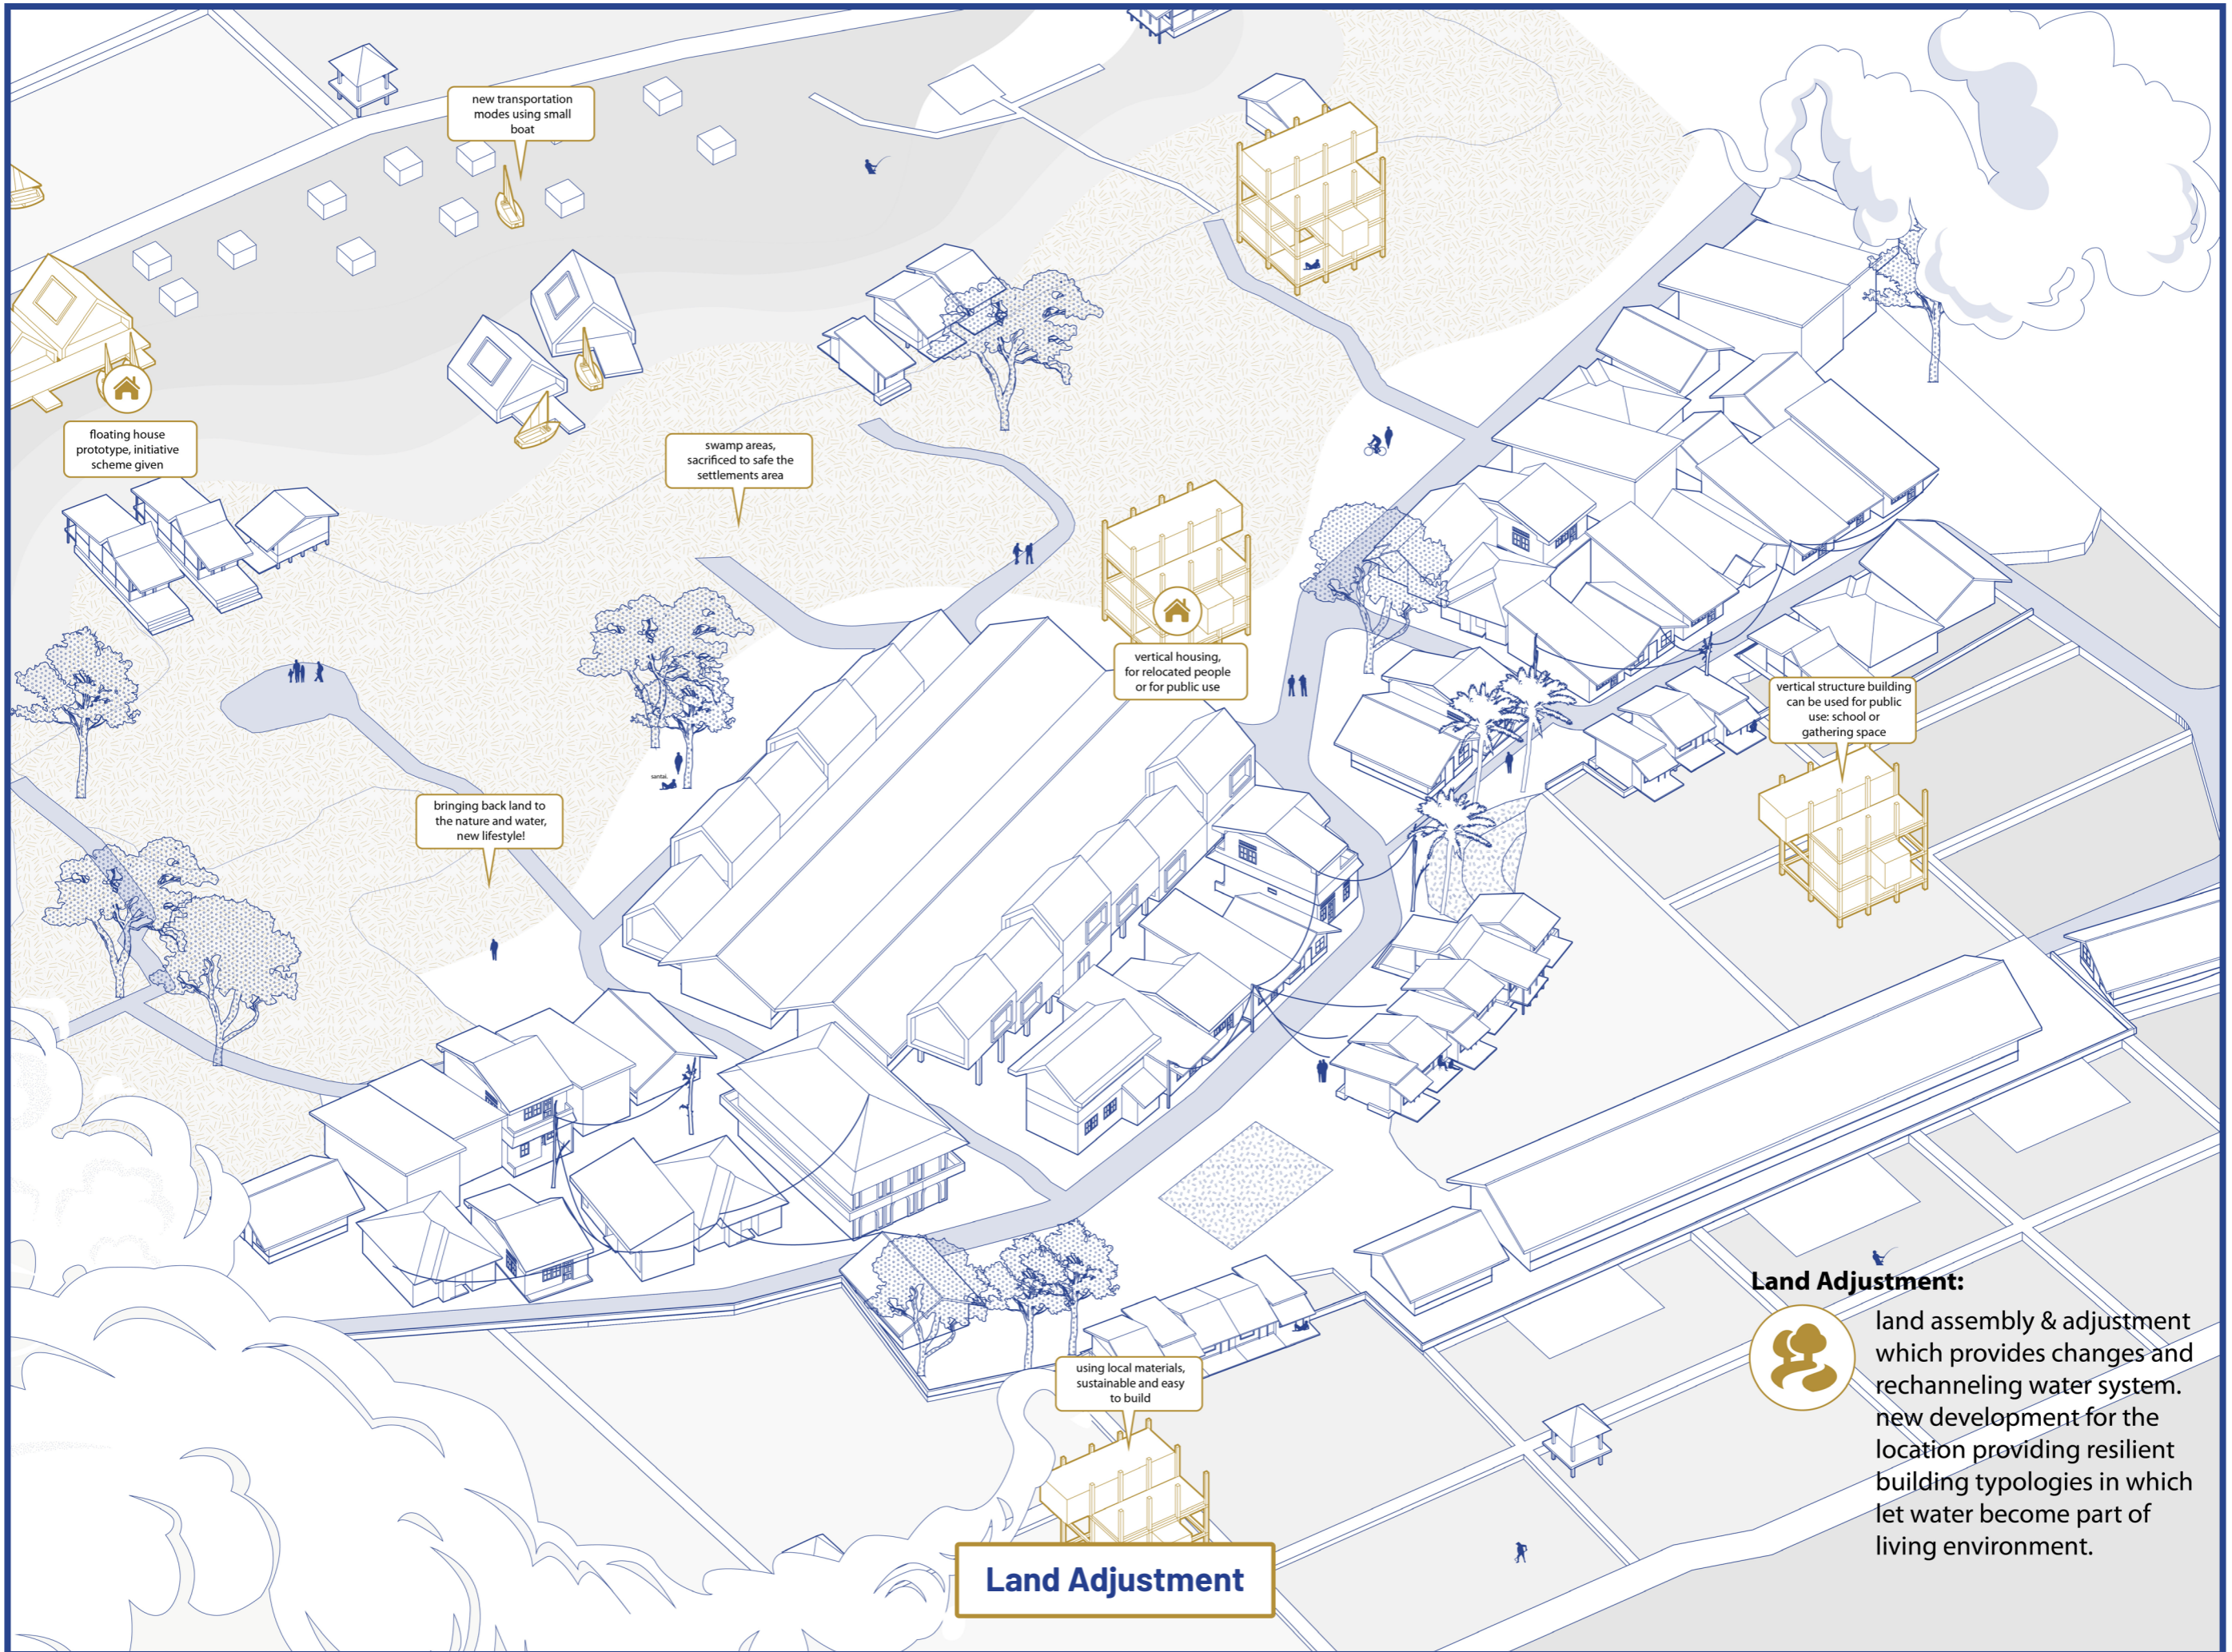 new transportation
modes using small
boat
floating house
prototype, initiative
scheme given
swamp areas,
sacrificed to safe the
settlements area
vertical housing,
for relocated people
or for public use
vertical structure building
can be used for public
use: school or
gathering space
santai.
bringing back land to
the nature and water,
new lifestyle!
using local materials,
sustainable and easy
to build
Land Adjustment:
land assembly & adjustment
which provides changes and
rechanneling water system.
new development for the
location providing resilient
building typologies in which
let water become part of
living environment.
Land Adjustment